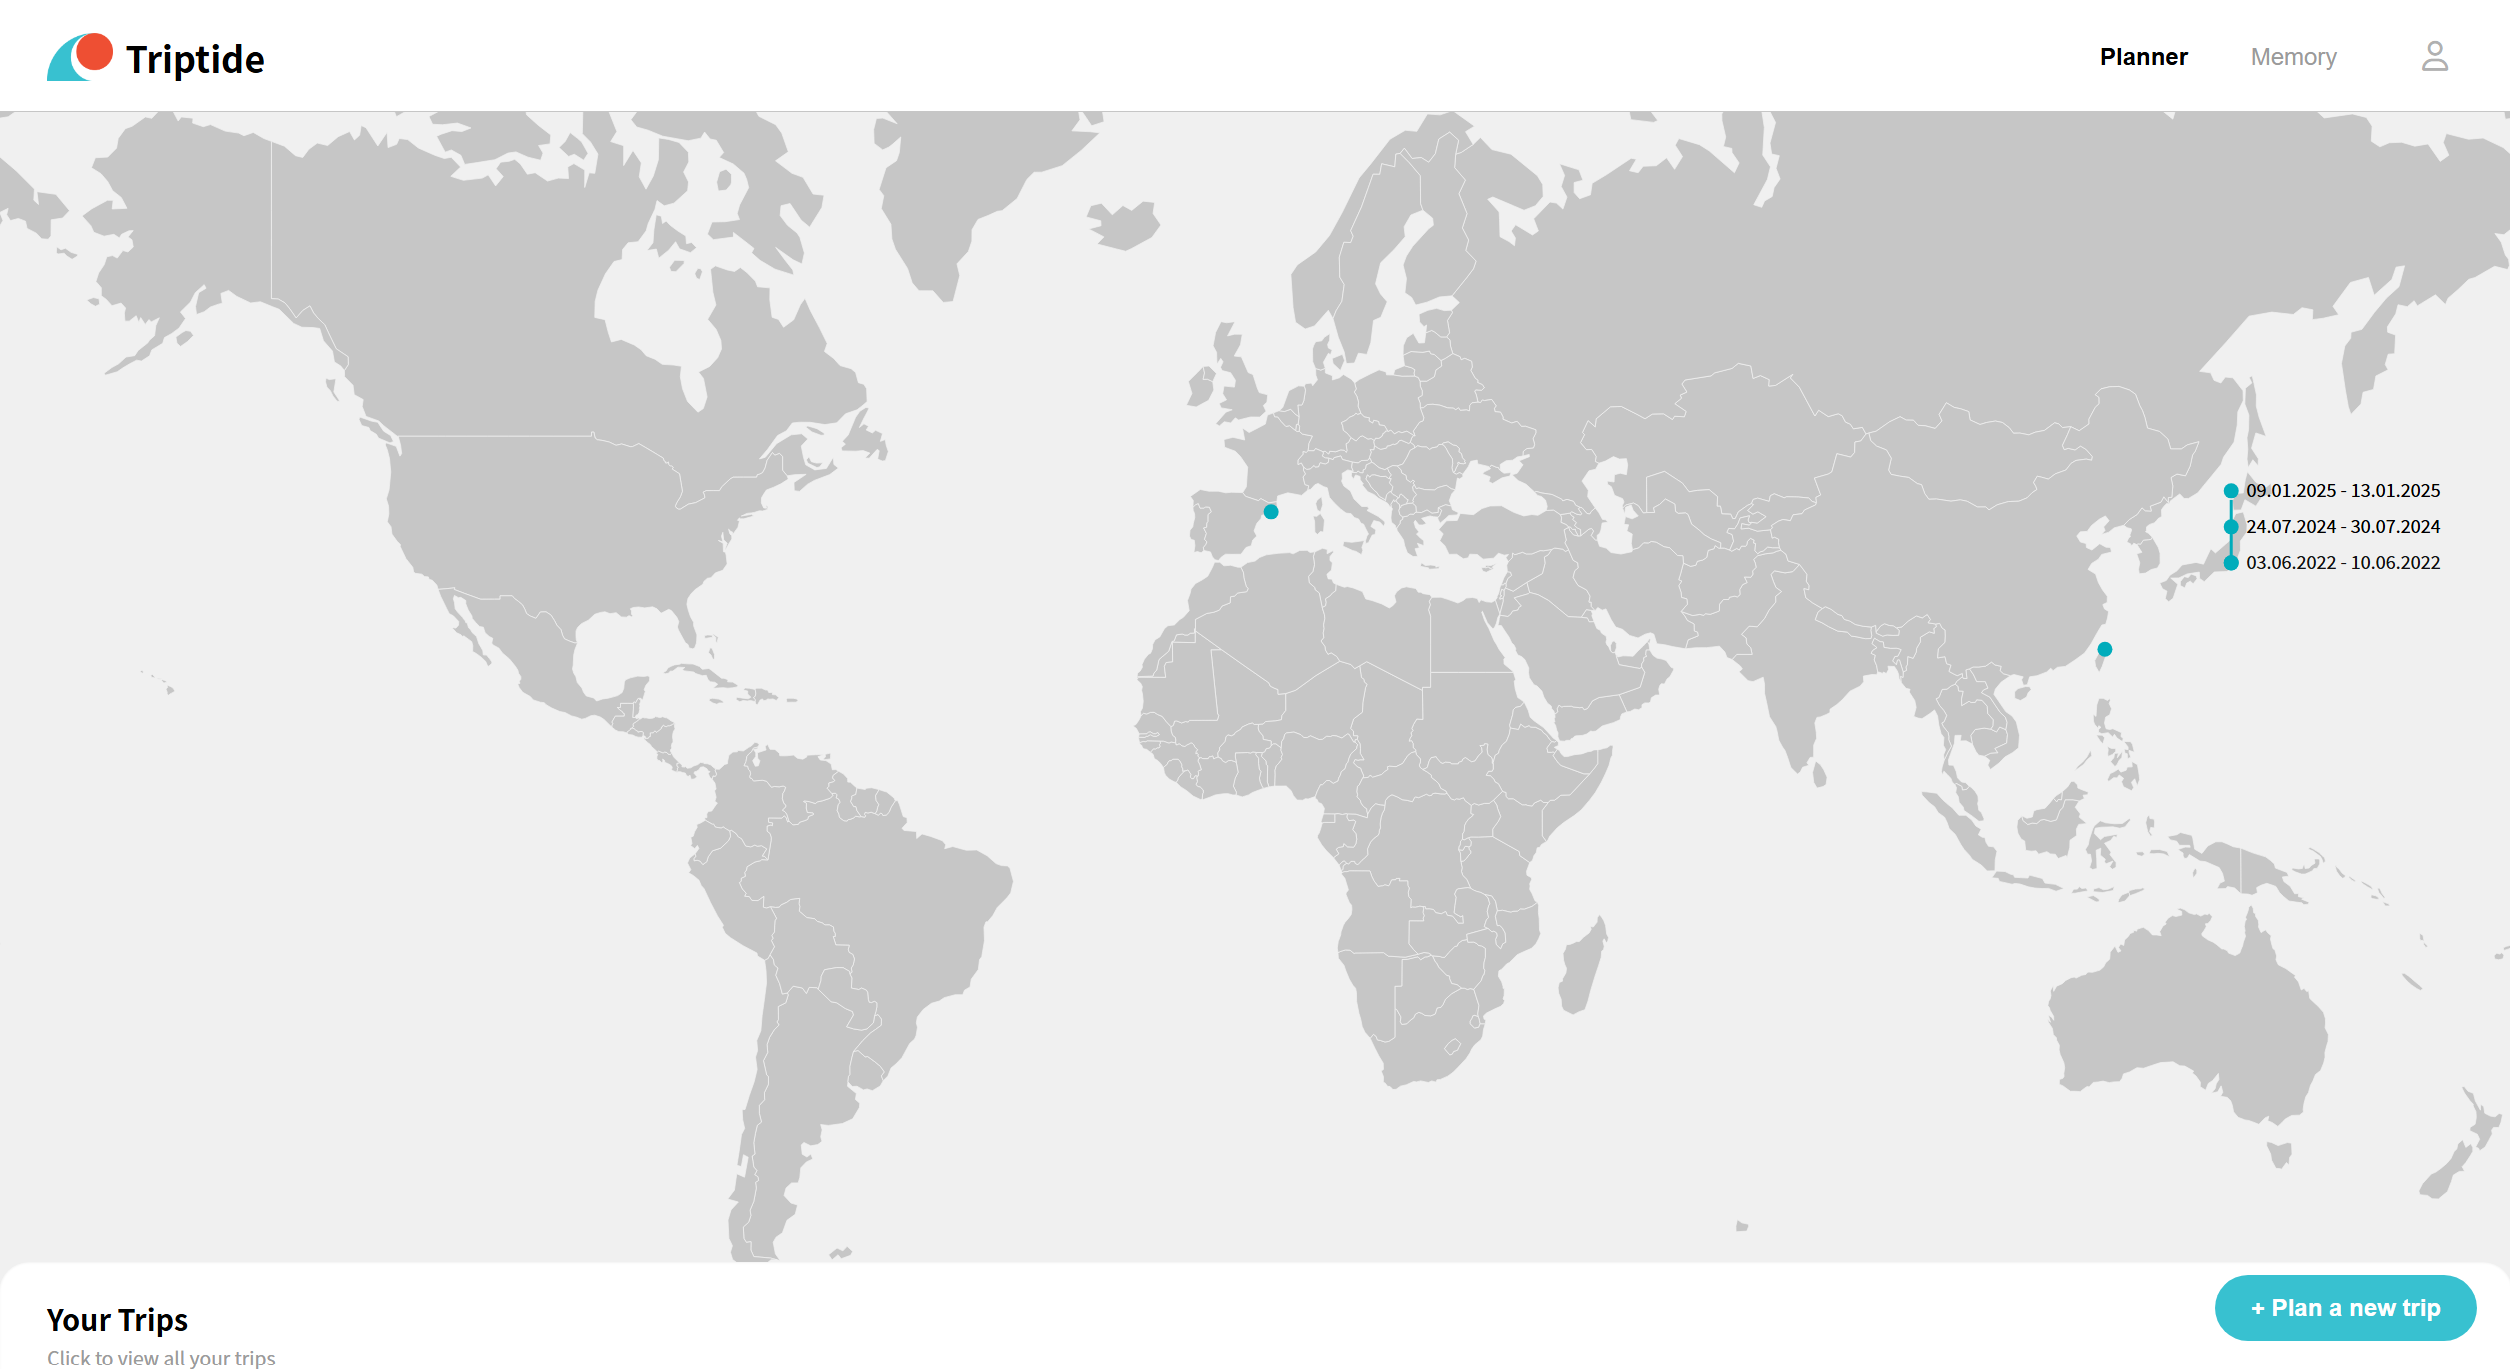 Triptide
Planner
Memory
09.01.2025 - 13.01.2025
24.07.2024 - 30.07.2024
03.06.2022 - 10.06.2022
Your Trips
Click to view all your trips
+ Plan a new trip